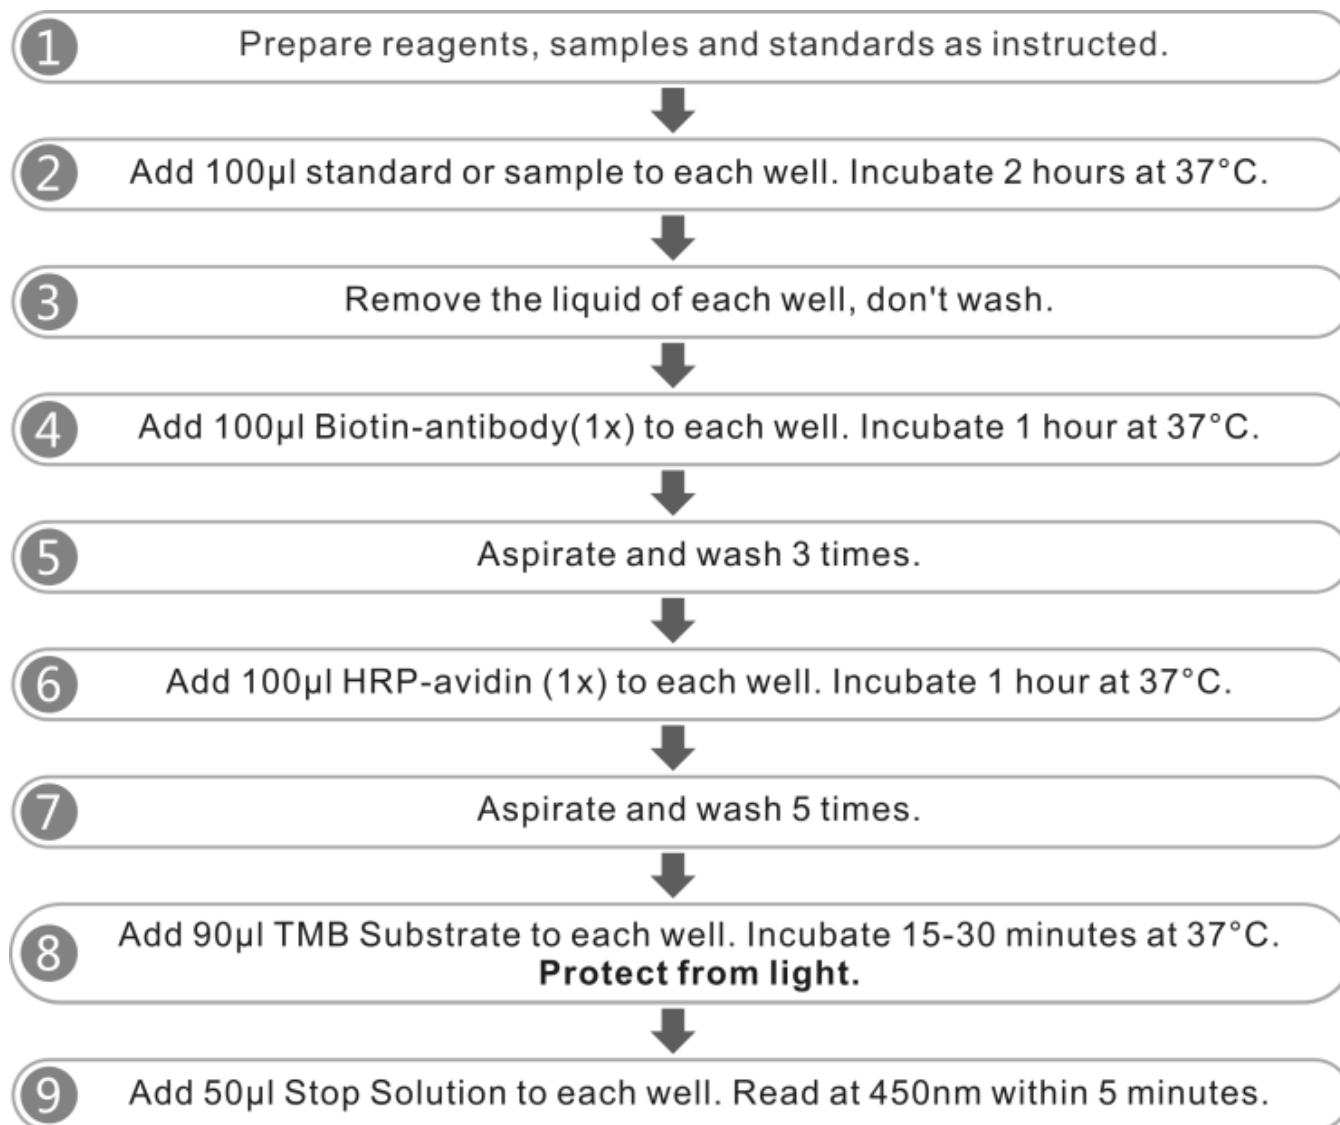 1 Prepare reagents, samples and standards as instructed.
2 Add 100µl standard or sample to each well. Incubate 2 hours at 37°C.
3 Remove the liquid of each well, don't wash.
4 Add 100µl Biotin-antibody(1x) to each well. Incubate 1 hour at 37°C.
5 Aspirate and wash 3 times.
6 Add 100µl HRP-avidin (1x) to each well. Incubate 1 hour at 37°C.
7 Aspirate and wash 5 times.
8 Add 90µl TMB Substrate to each well. Incubate 15-30 minutes at 37°C.
Protect from light.
9 Add 50µl Stop Solution to each well. Read at 450nm within 5 minutes.